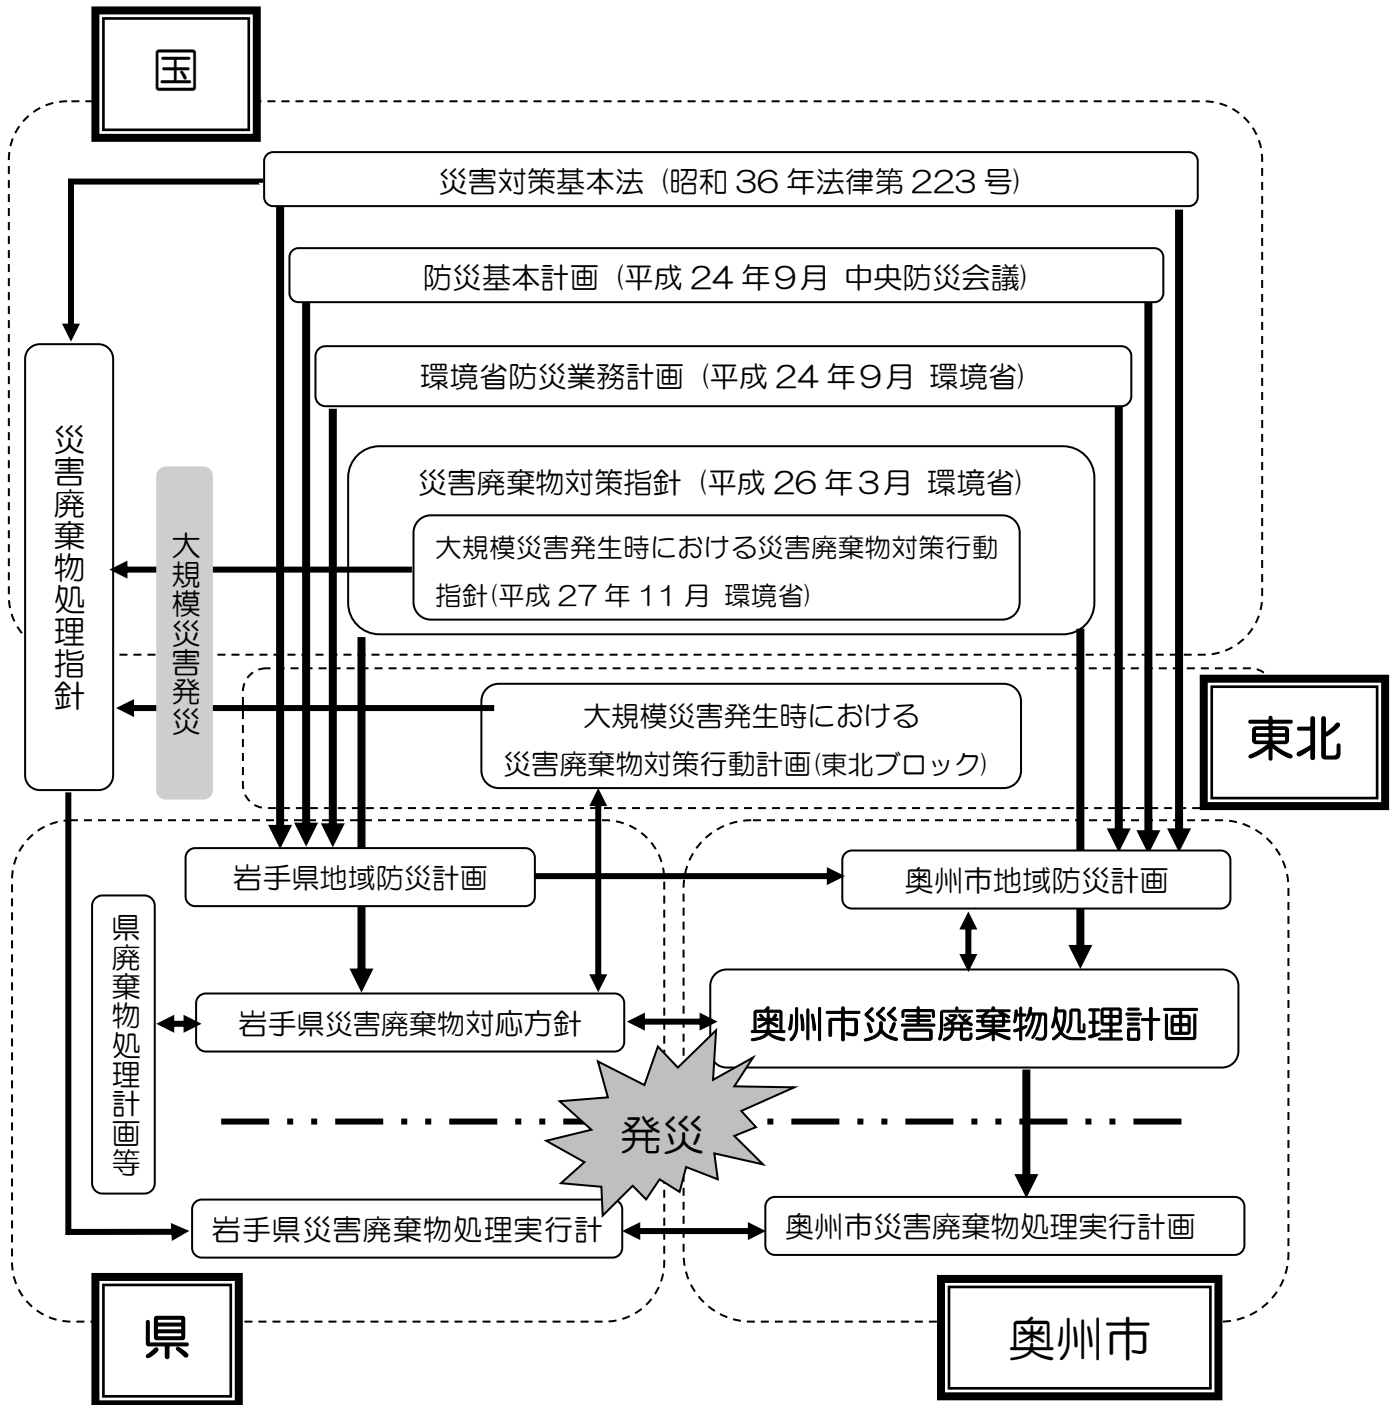 国
災害対策基本法 (昭和 36 年法律第 223 号)
防災基本計画 (平成 24 年9月 中央防災会議)
環境省防災業務計画 (平成 24 年9月 環境省)
災害廃棄物処理指針
大規模災害発災
災害廃棄物対策指針 (平成 26 年3月 環境省)
大規模災害発生時における災害廃棄物対策行動
指針(平成 27 年 11 月 環境省)
東北
大規模災害発生時における
災害廃棄物対策行動計画(東北ブロック)
岩手県地域防災計画
奥州市地域防災計画
県廃棄物処理計画等
岩手県災害廃棄物対応方針
奥州市災害廃棄物処理計画
発災
岩手県災害廃棄物処理実行計
奥州市災害廃棄物処理実行計画
県
奥州市